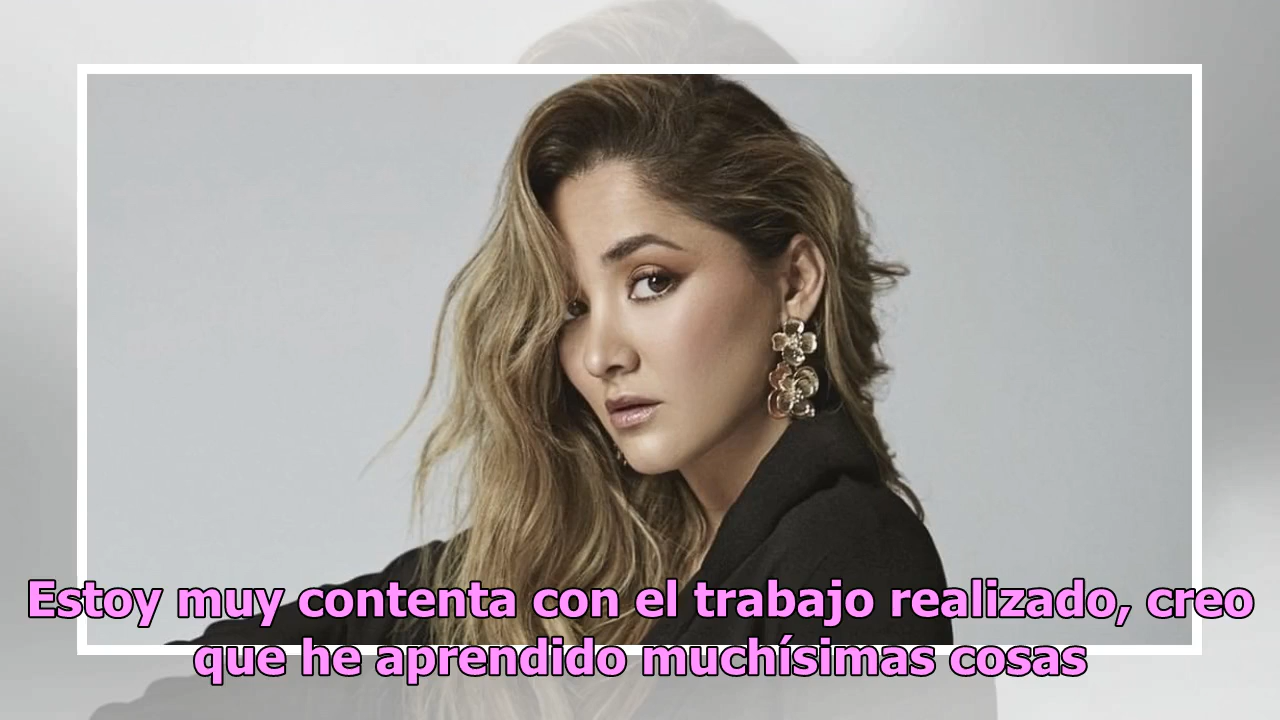 Estoy muy contenta con el trabajo realizado, creo
que he aprendido muchísimas cosas